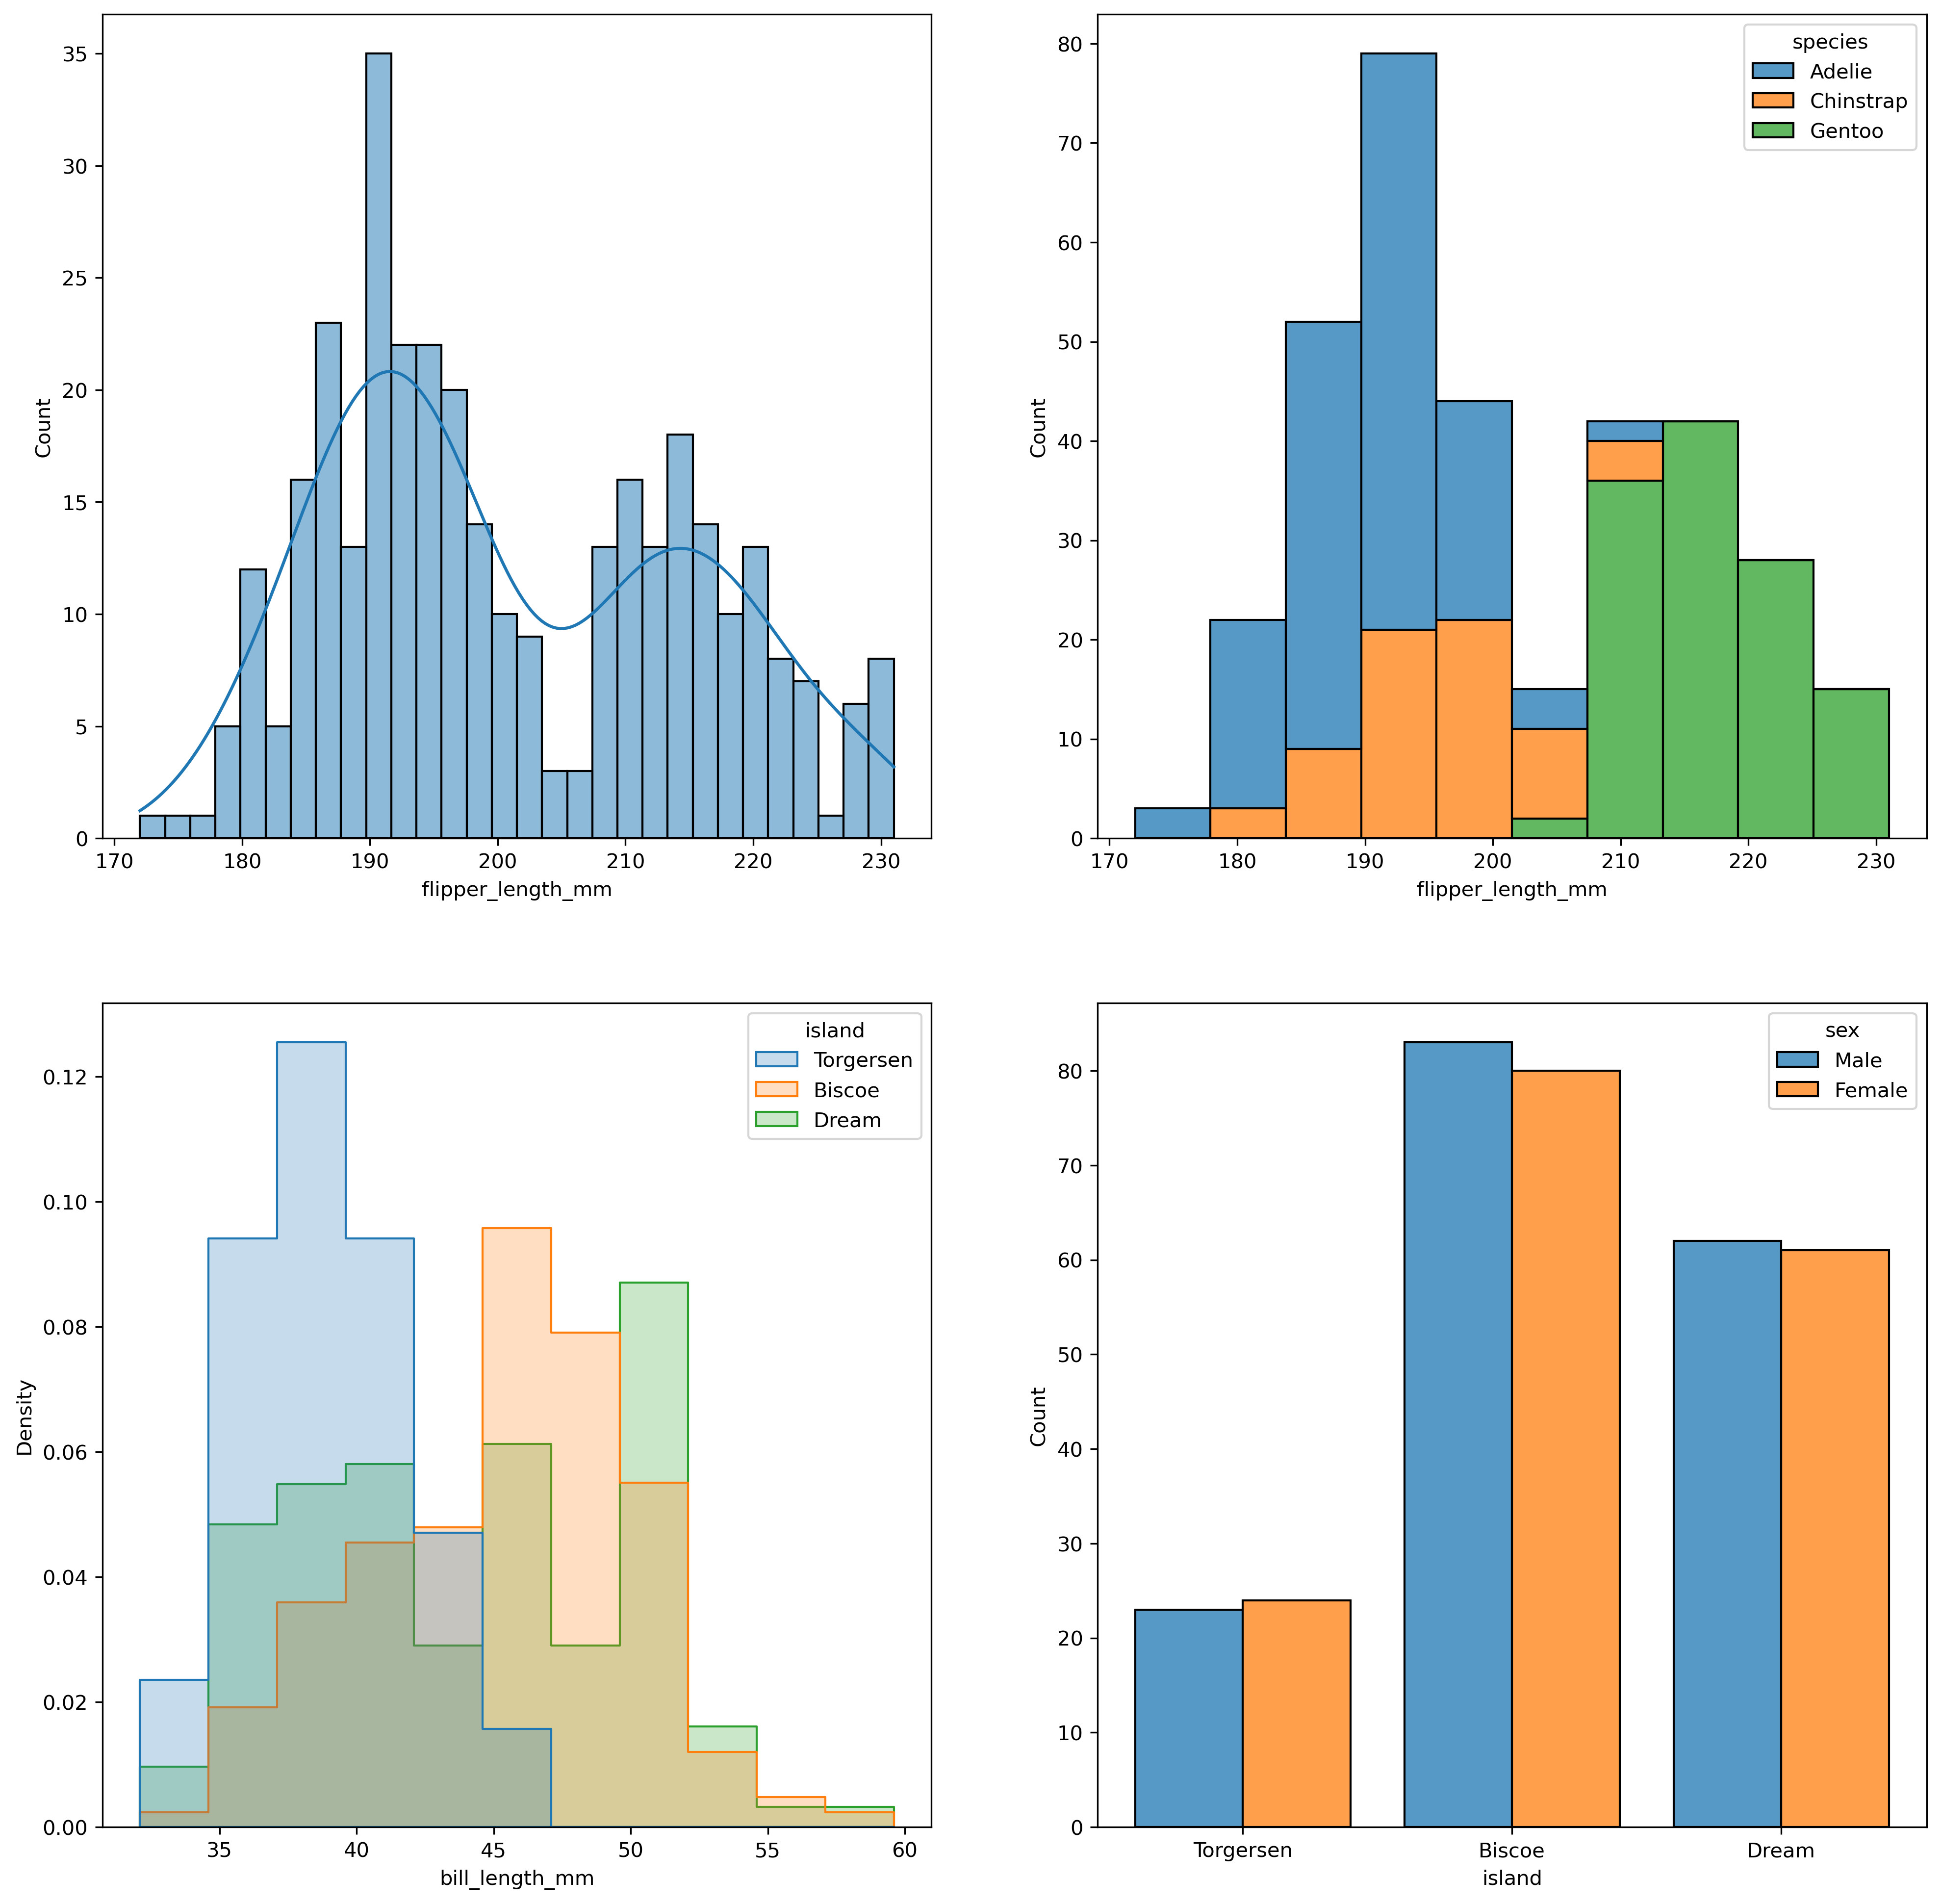 35
30
25
20
15
10
5
0
Count
170 180 190 200 210 220 230
flipper_length_mm
80
70
60
50
40
30
20
10
0
Count
species
Adelie
Chinstrap
Gentoo
170 180 190 200 210 220 230
flipper_length_mm
0.12
0.10
0.08
0.06
0.04
0.02
0.00
Density
island
Torgersen
Biscoe
Dream
35 40 45 50 55 60
bill_length_mm
80
70
60
50
40
30
20
10
0
Count
sex
Male
Female
Torgersen Biscoe Dream
island